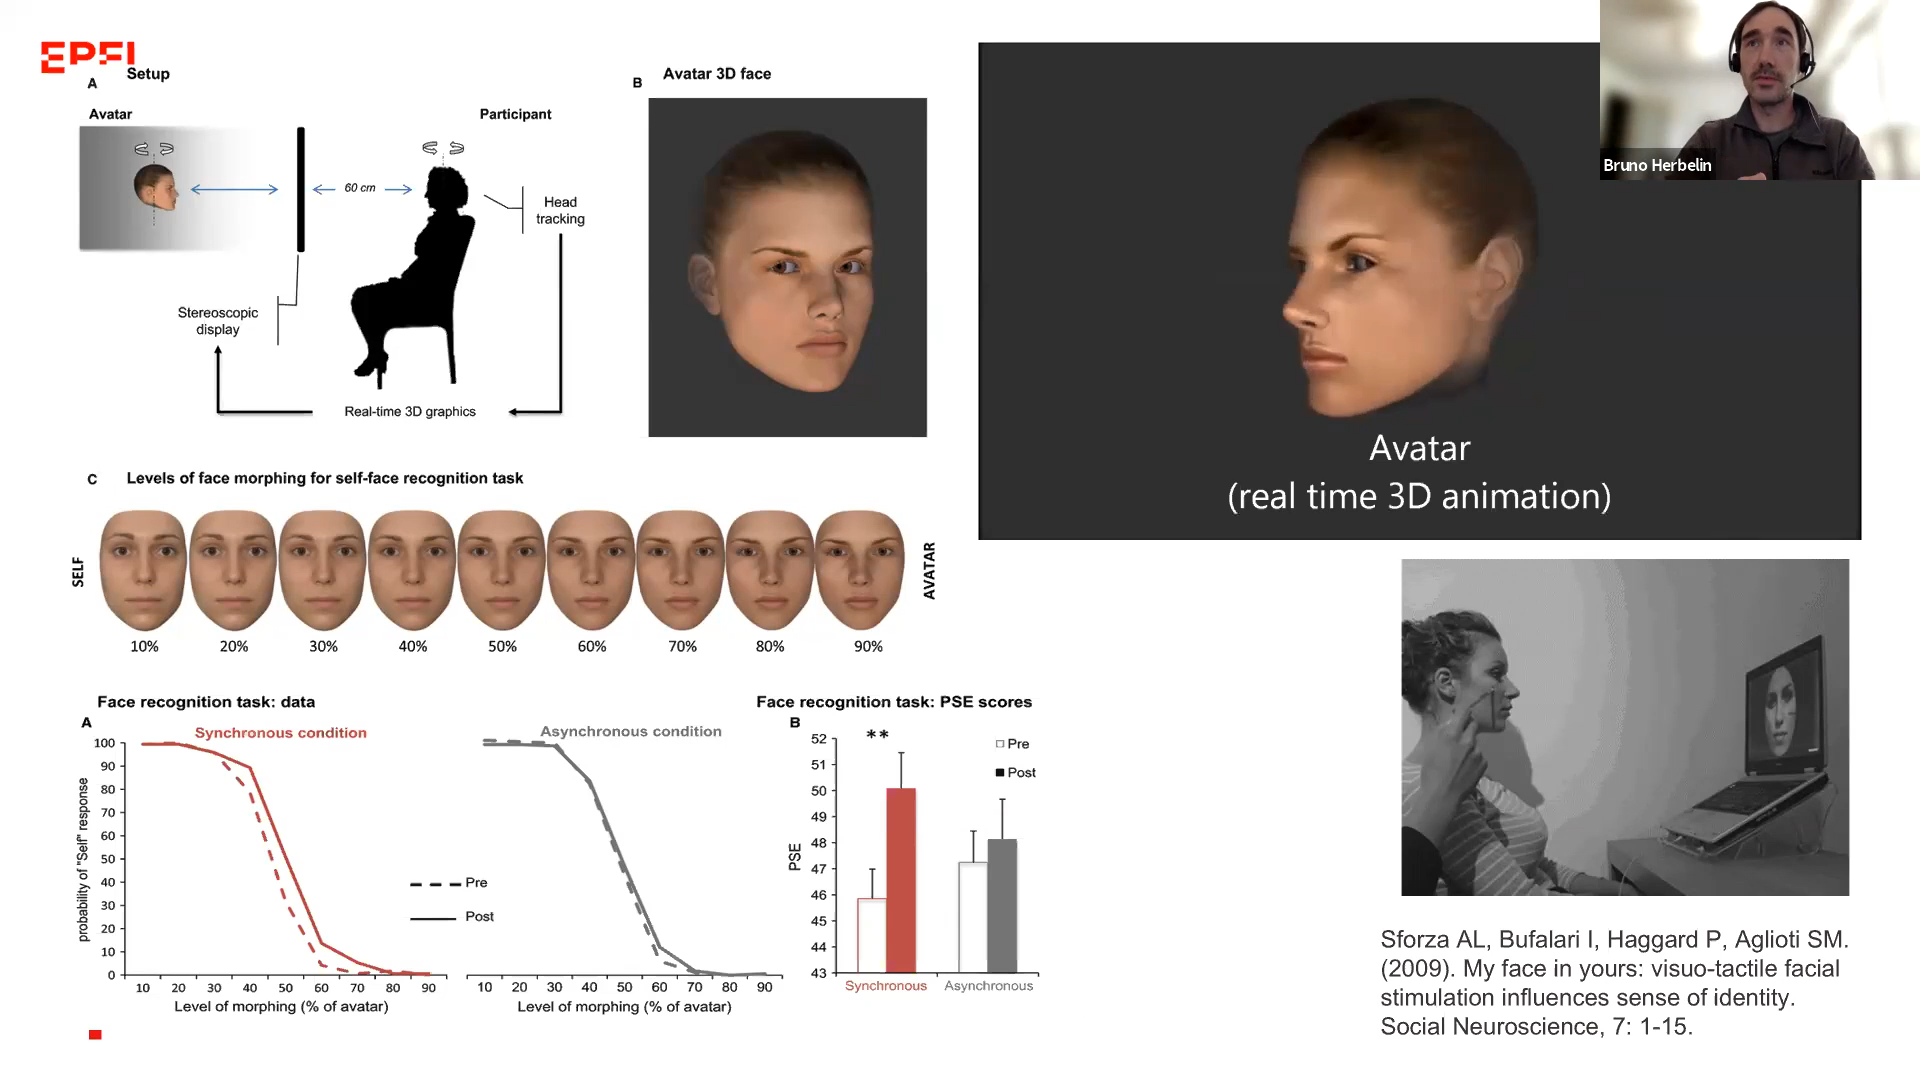 EPFL
A
Setup
Avatar
Participant
60 cm
Head
tracking
Stereoscopic
display
Real-time 3D graphics
B
Avatar 3D face
Avatar
(real time 3D animation)
Bruno Herbelin
C
Levels of face morphing for self-face recognition task
SELF
AVATAR
10%
20%
30%
40%
50%
60%
70%
80%
90%
Face recognition task: data
A
Synchronous condition
Asynchronous condition
probability of "Self" response
100
90
80
70
60
50
40
30
20
10
0
10 20 30 40 50 60 70 80 90
Level of morphing (% of avatar)
Pre
Post
10 20 30 40 50 60 70 80 90
Level of morphing (% of avatar)
Face recognition task: PSE scores
B
**
Pre
Post
PSE
52
51
50
49
48
47
46
45
44
43
Synchronous
Asynchronous
Sforza AL, Bufalari I, Haggard P, Aglioti SM.
(2009). My face in yours: visuo-tactile facial
stimulation influences sense of identity.
Social Neuroscience, 7: 1-15.